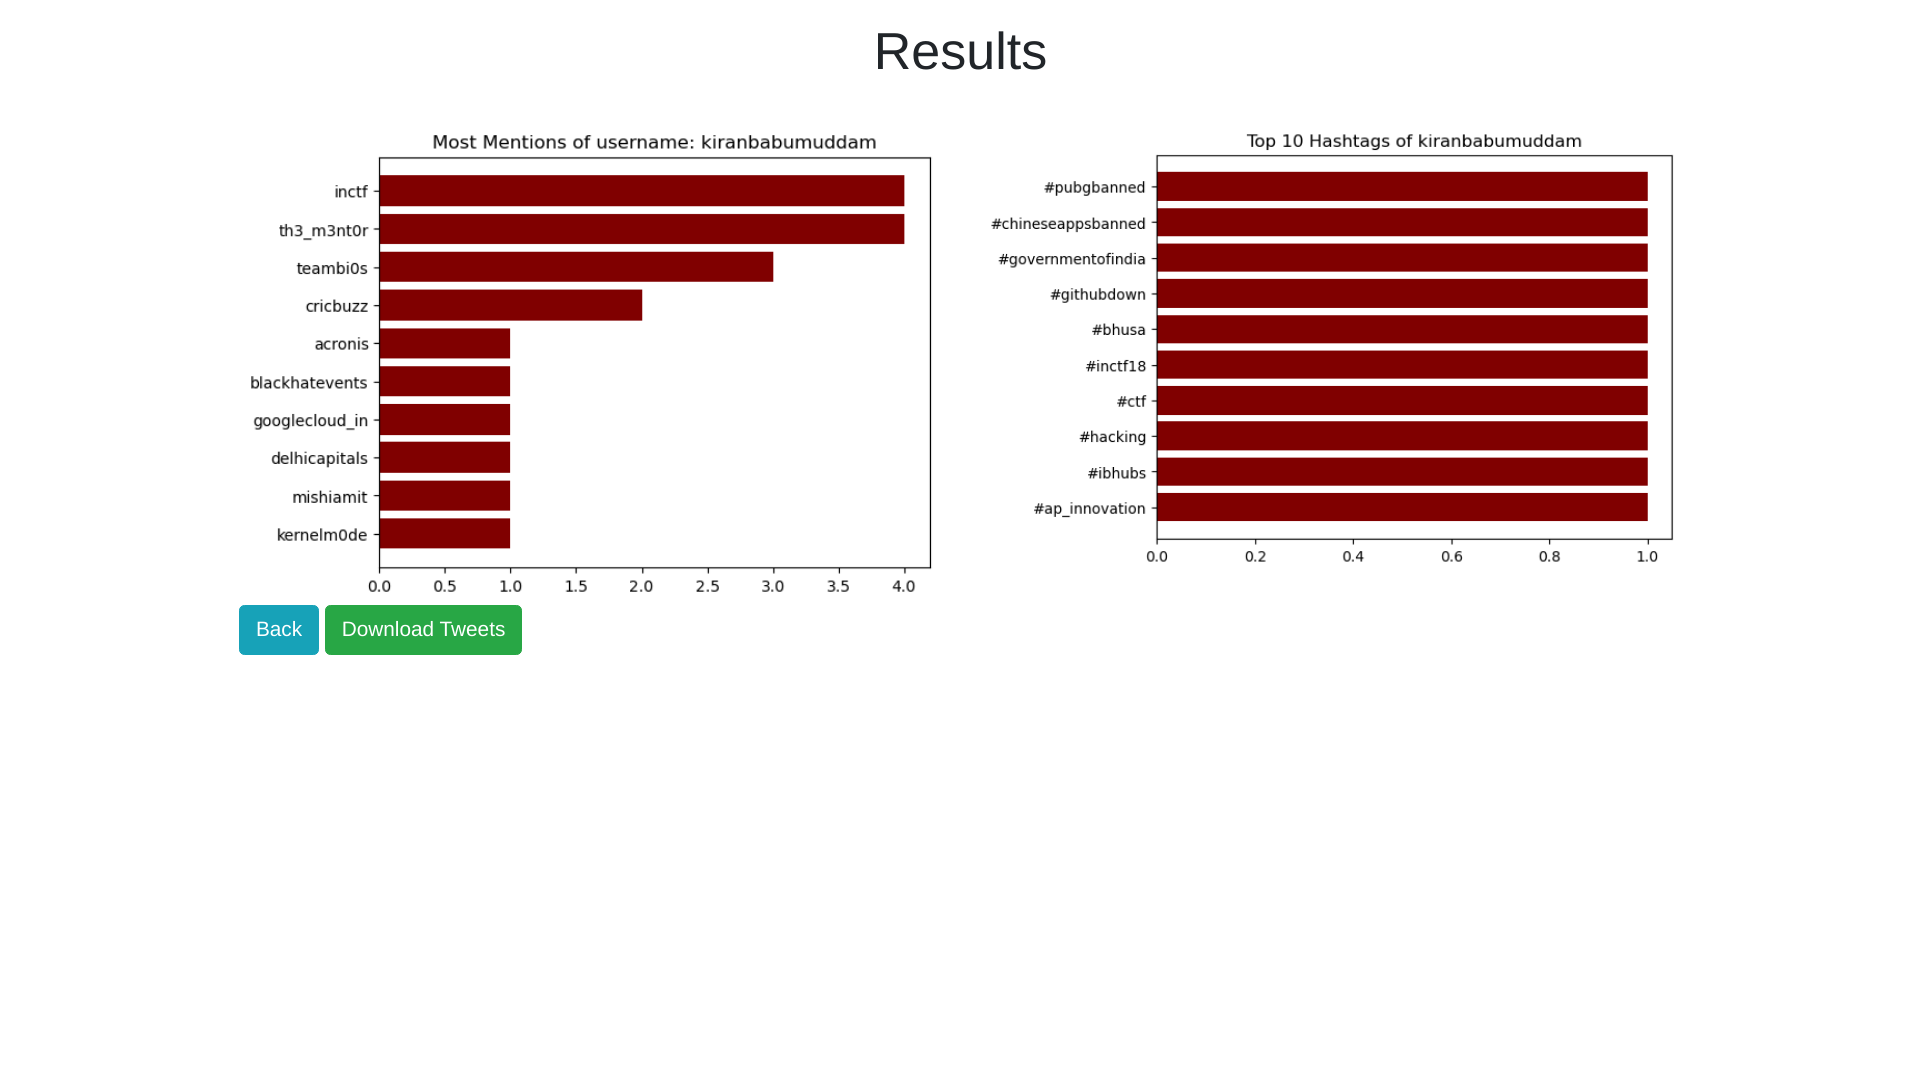 Results
Most Mentions of username: kiranbabumuddam
inctf
th3_m3nt0r
teambi0s
cricbuzz
acronis
blackhatevents
googlecloud_in
delhicapitals
mishiamit
kernelm0de
0.0 0.5 1.0 1.5 2.0 2.5 3.0 3.5 4.0
Top 10 Hashtags of kiranbabumuddam
#pubgbanned
#chineseappsbanned
#governmentofindia
#githubdown
#bhusa
#inctf18
#ctf
#hacking
#ibhubs
#ap_innovation
0.0 0.2 0.4 0.6 0.8 1.0
Back Download Tweets